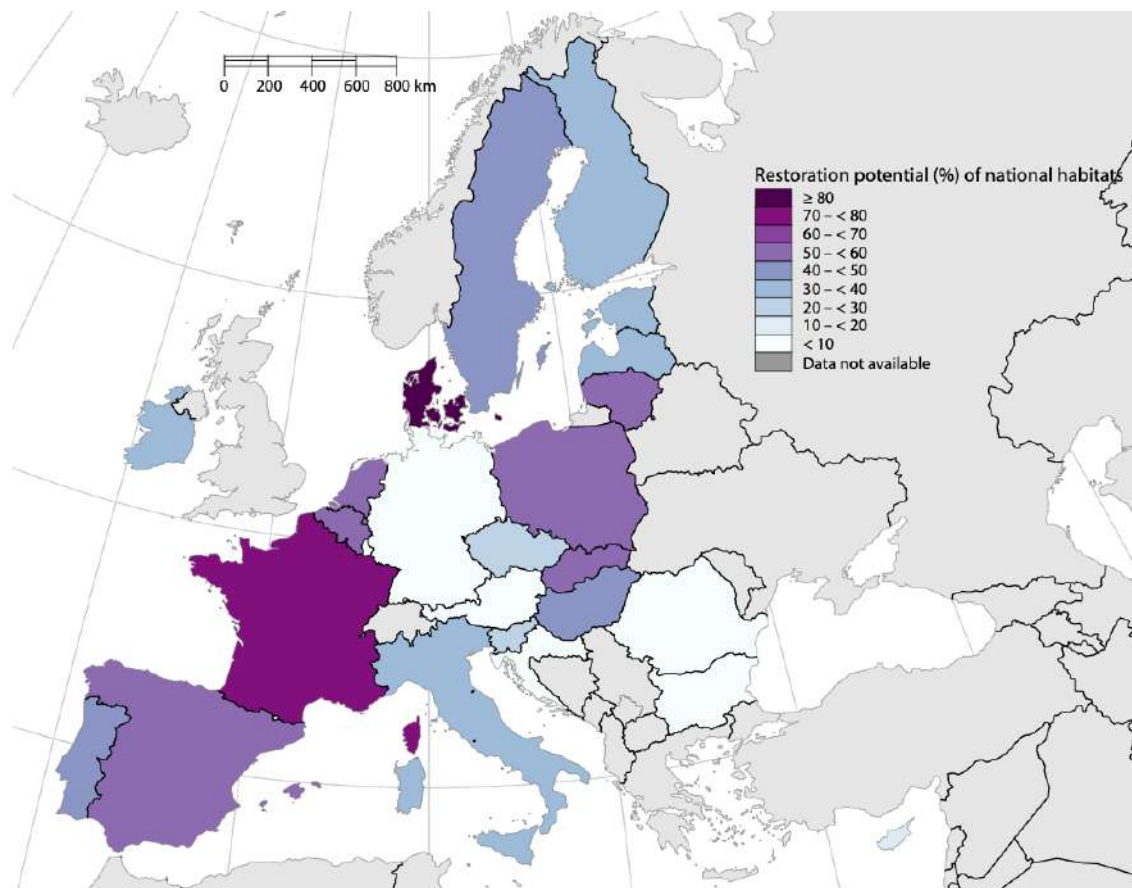 0 200 400 600 800 km
Restoration potential (%) of national habitats
≥ 80
70 – < 80
60 – < 70
50 – < 60
40 – < 50
30 – < 40
20 – < 30
10 – < 20
< 10
Data not available